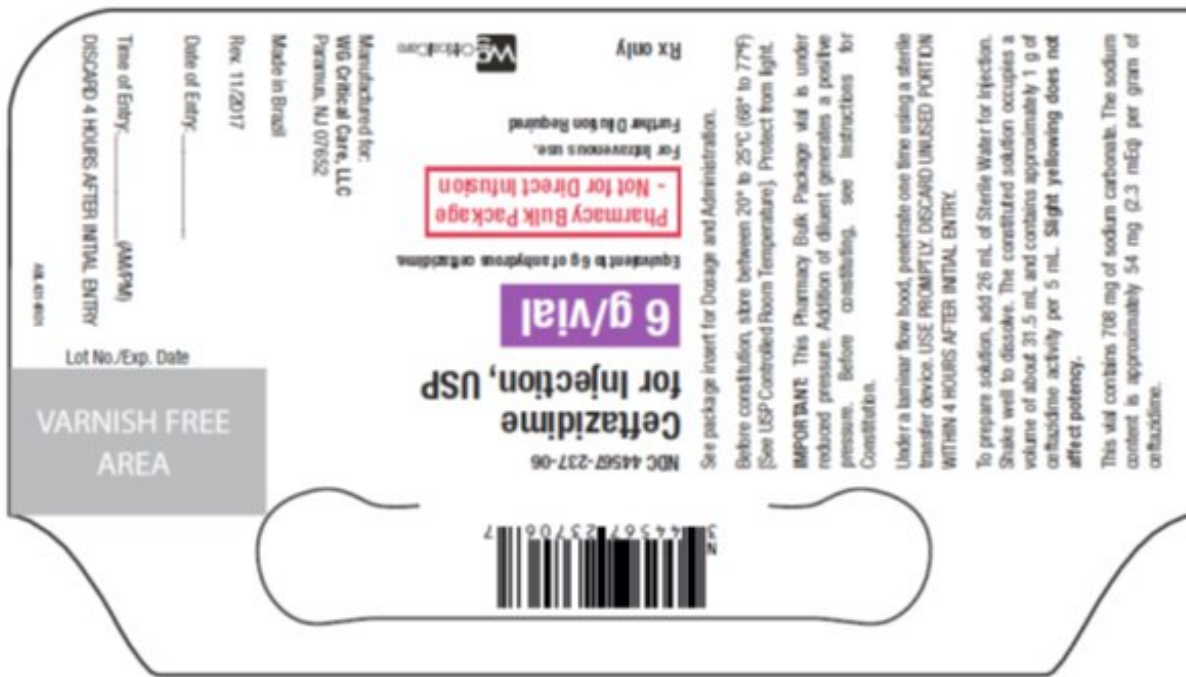 NDC 44567-237-06
Ceftazidime
for Injection, USP
6 g/vial
Equivalent to 6 g of anhydrous ceftazidime.
Pharmacy Bulk Package
- Not for Direct Infusion
For Intravenous use.
Further Dilution Required
Rx only
WG Critical Care
See package insert for Dosage and Administration.
Before constitution, store between 20° to 25°C (68° to 77°F)
[See USP Controlled Room Temperature]. Protect from light.
IMPORTANT: This Pharmacy Bulk Package vial is under
reduced pressure. Addition of diluent generates a positive
pressure. Before constituting, see Instructions for
Constitution.
Under a laminar flow hood, penetrate one time using a sterile
transfer device. USE PROMPTLY. DISCARD UNUSED PORTION
WITHIN 4 HOURS AFTER INITIAL ENTRY.
To prepare solution, add 26 mL of Sterile Water for Injection.
Shake well to dissolve. The constituted solution occupies a
volume of about 31.5 mL and contains approximately 1 g of
ceftazidime activity per 5 mL. Slight yellowing does not
affect potency.
This vial contains 708 mg of sodium carbonate. The sodium
content is approximately 54 mg (2.3 mEq) per gram of
ceftazidime.
Manufactured for:
WG Critical Care, LLC
Paramus, NJ 07652
Made in Brazil
Rev. 11/2017
Date of Entry:
Time of Entry: (AM/PM)
DISCARD 4 HOURS AFTER INITIAL ENTRY
Lot No./Exp. Date
VARNISH FREE
AREA
N
3 44567 23706 7